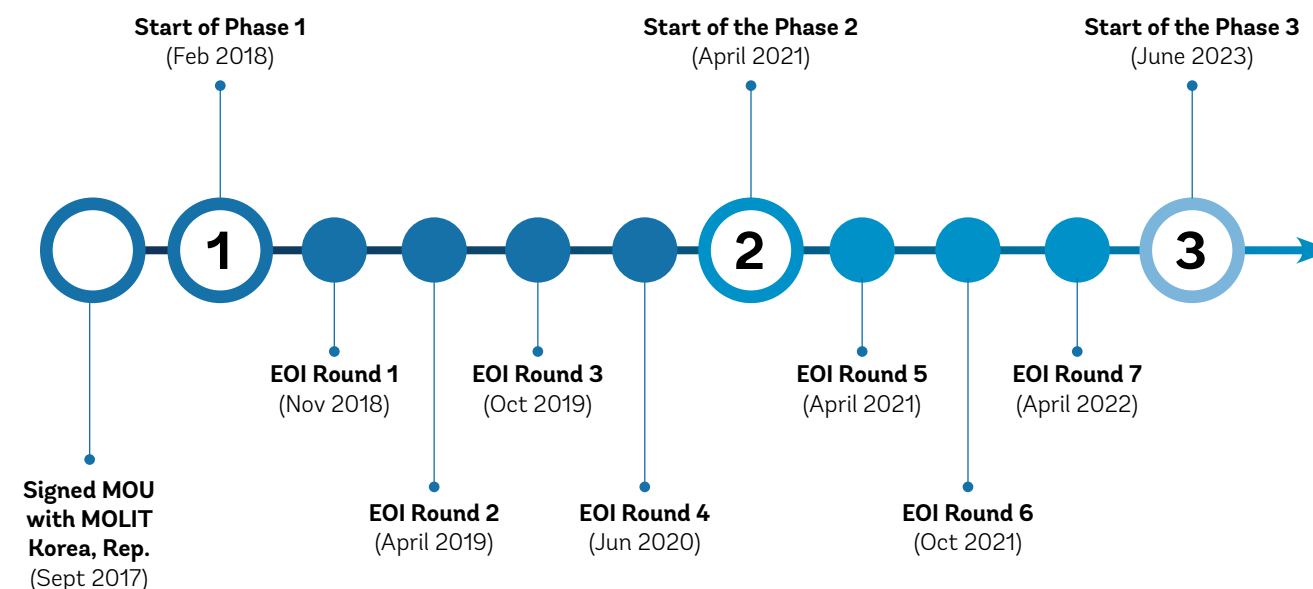 Start of Phase 1
(Feb 2018)
Start of the Phase 2
(April 2021)
Start of the Phase 3
(June 2023)
1
2
3
EOI Round 1
(Nov 2018)
EOI Round 3
(Oct 2019)
EOI Round 5
(April 2021)
EOI Round 7
(April 2022)
Signed MOU
with MOLIT
Korea, Rep.
(Sept 2017)
EOI Round 2
(April 2019)
EOI Round 4
(Jun 2020)
EOI Round 6
(Oct 2021)